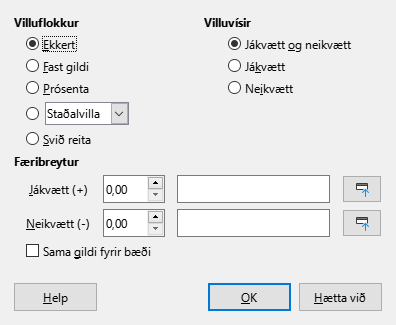 Villuflokkur
Villuvísir
Ekkert
Jákvætt og neikvætt
Fast gildi
Jákvætt
Prósenta
Neikvætt
Staðalvilla
Svið reita
Færibreytur
Jákvætt (+)
0,00
Neikvætt (-)
0,00
Sama gildi fyrir bæði
Help
OK
Hætta við